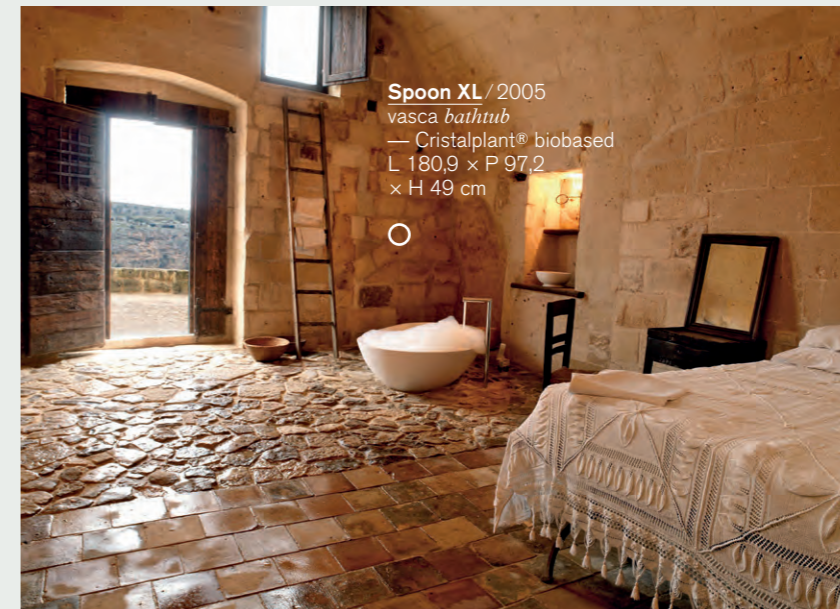 Spoon XL / 2005
vasca bathtub
— Cristalplant® biobased
L 180,9 × P 97,2
× H 49 cm